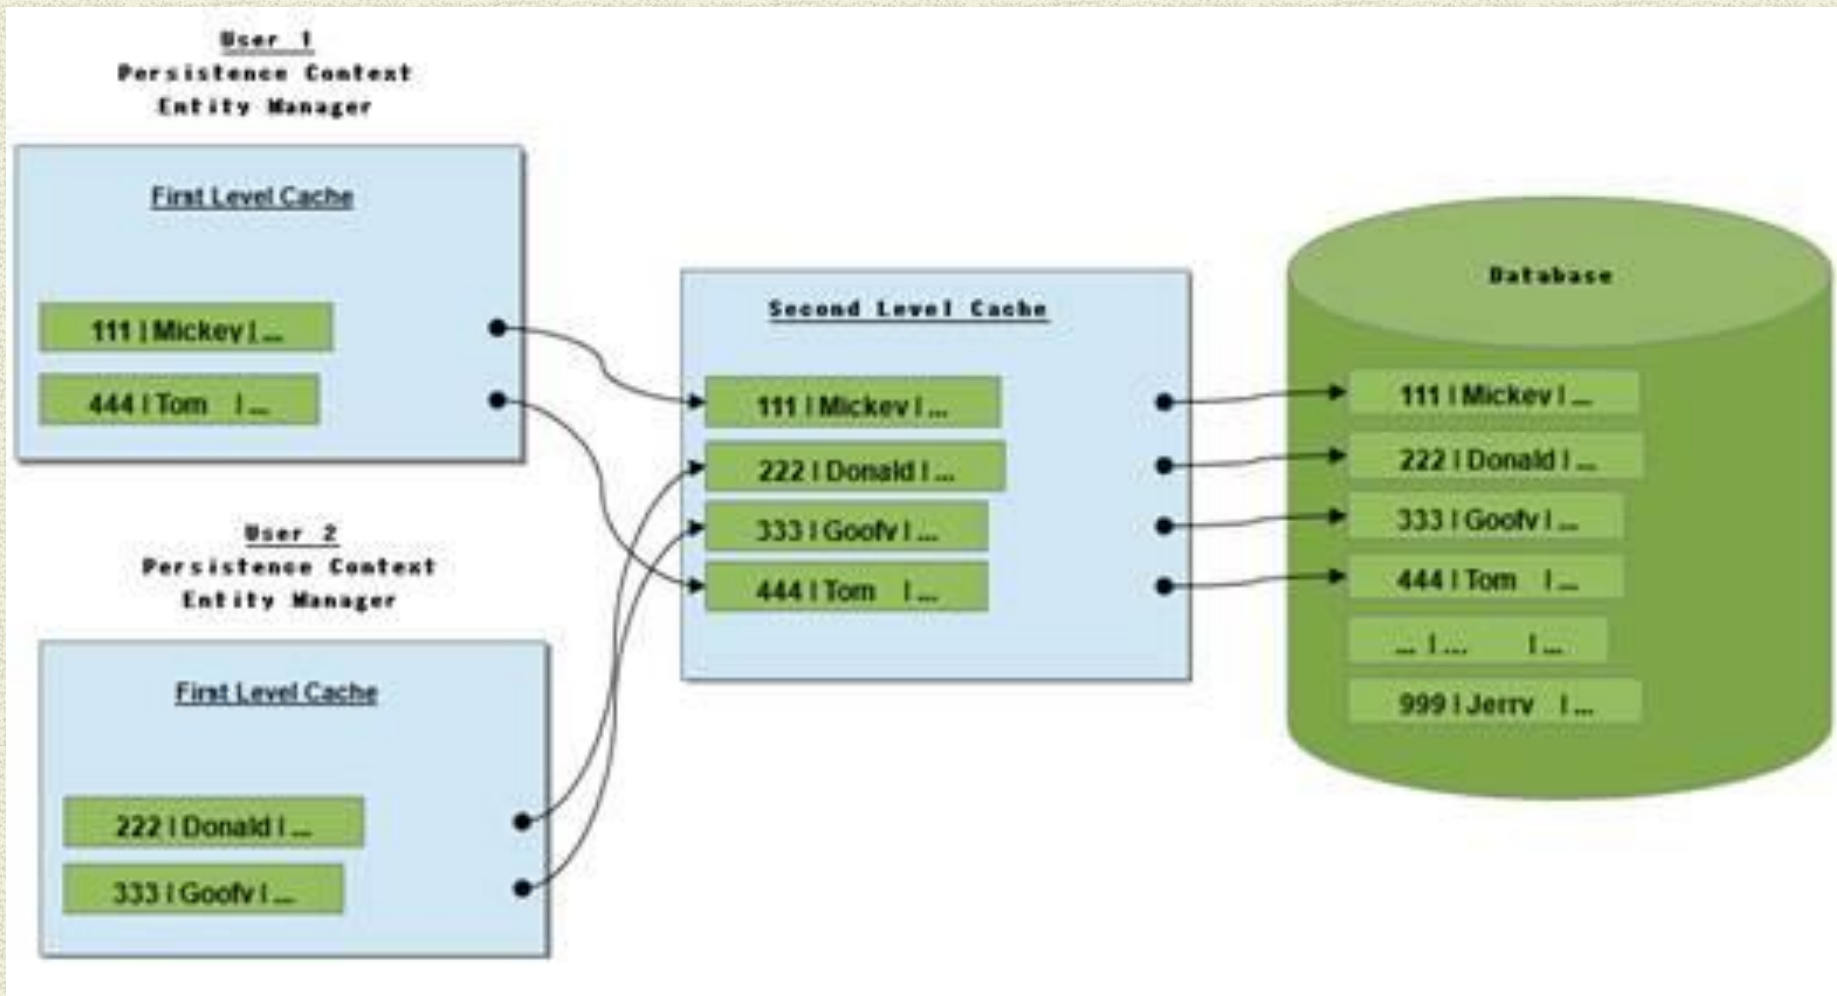 User 1
Persistence Context
Entity Manager
First Level Cache
111 | Mickey | ...
444 | Tom | ...
User 2
Persistence Context
Entity Manager
First Level Cache
222 | Donald | ...
333 | Goofy | ...
Second Level Cache
111 | Mickey | ...
222 | Donald | ...
333 | Goofy | ...
444 | Tom | ...
Database
111 | Mickey | ...
222 | Donald | ...
333 | Goofy | ...
444 | Tom | ...
... | ... | ...
999 | Jerry | ...